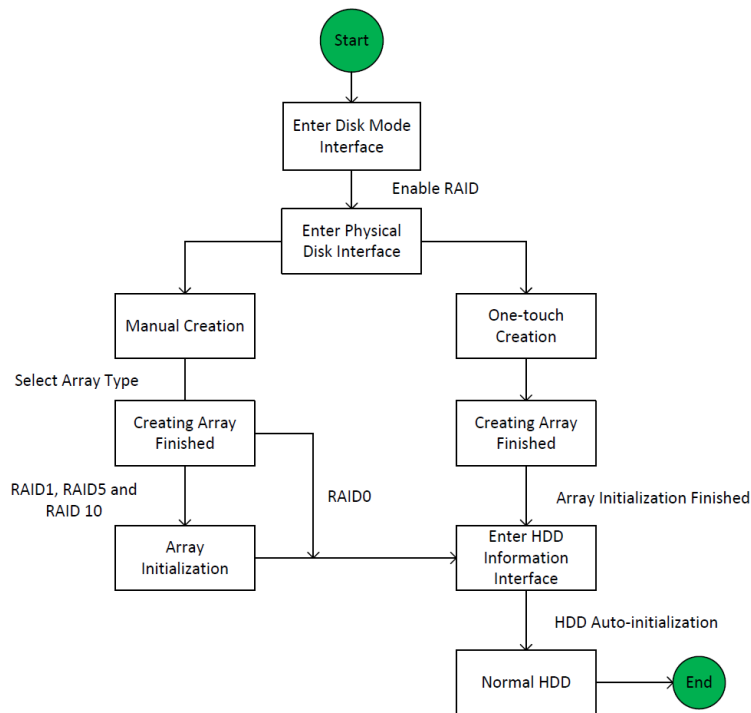 Start
Enter Disk Mode
Interface
Enable RAID
Enter Physical
Disk Interface
Manual Creation
One-touch
Creation
Select Array Type
Creating Array
Finished
Creating Array
Finished
RAID1, RAID5 and
RAID 10
RAID0
Array Initialization Finished
Array
Initialization
Enter HDD
Information
Interface
HDD Auto-initialization
Normal HDD
End